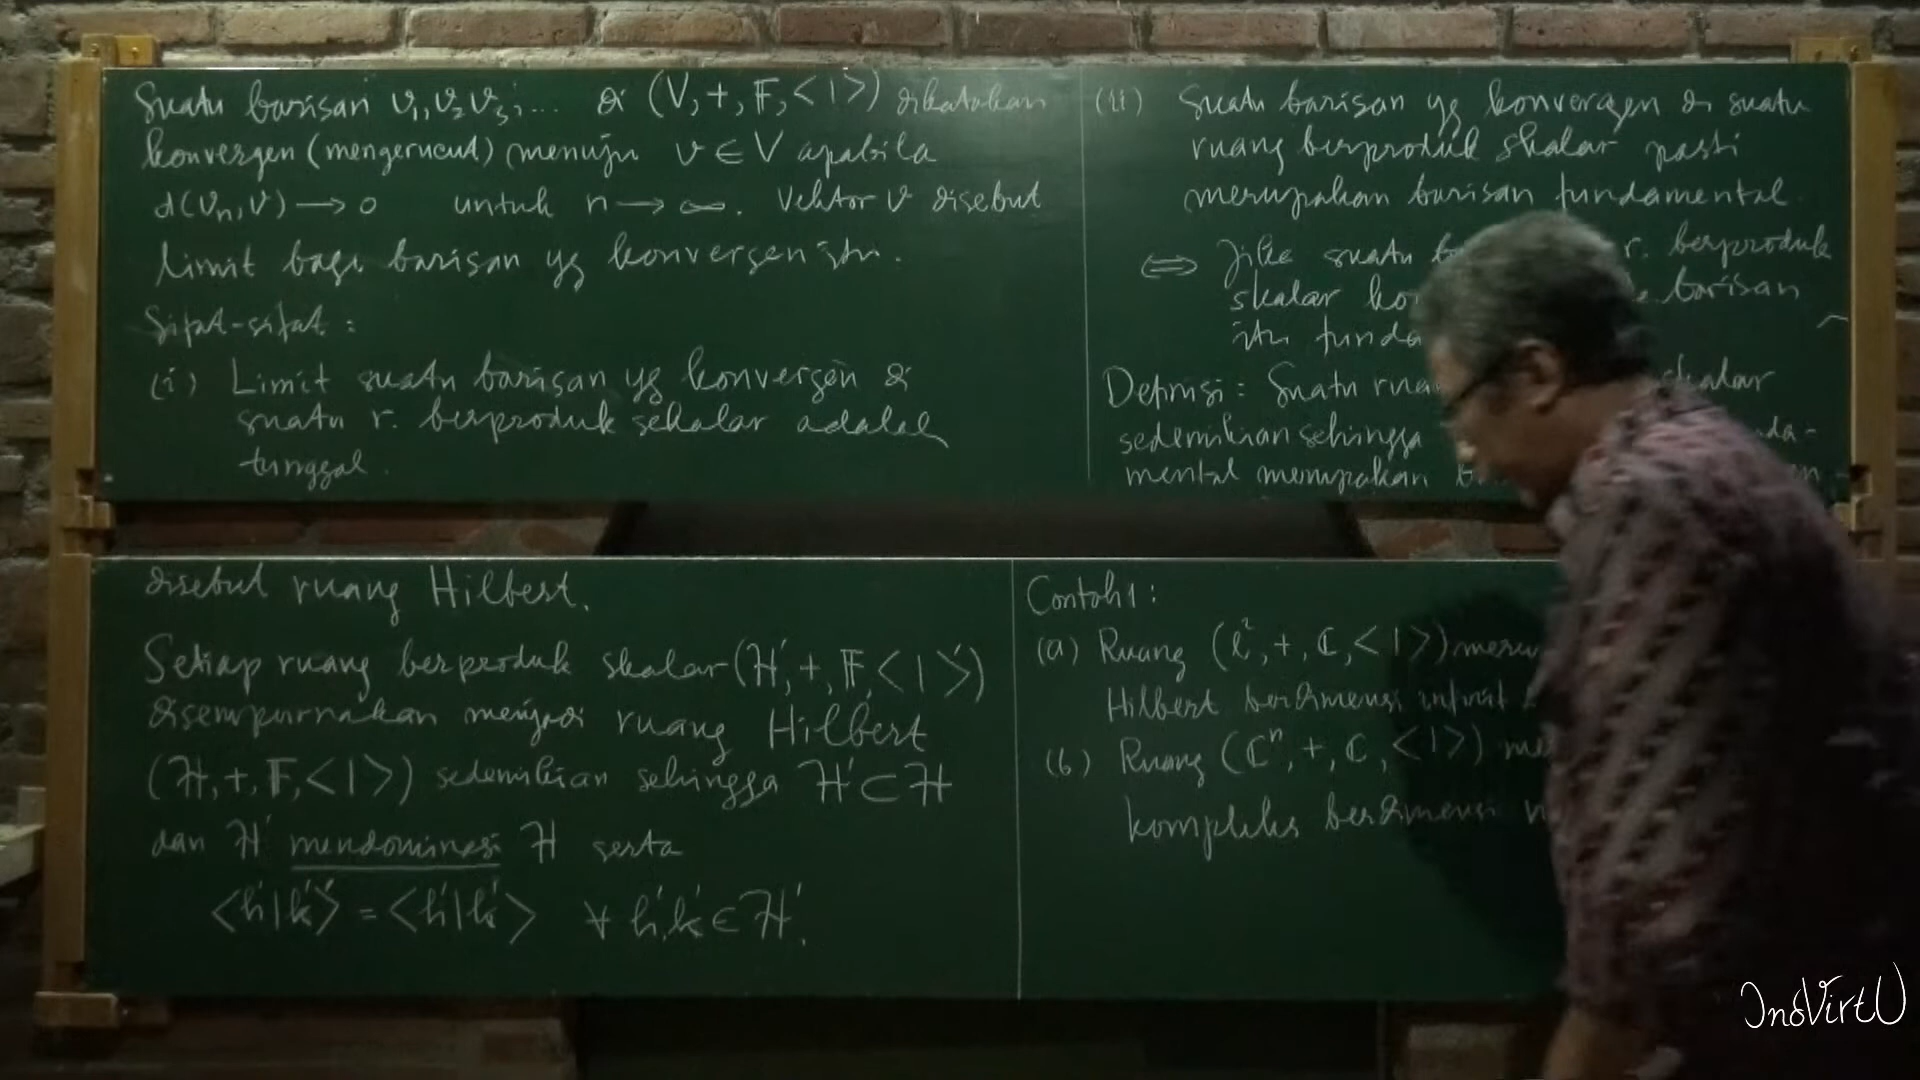 Suatu barisan v₁, v₂ v₃, ... di (V, +, F, <|>) dikatakan
konvergen (mengerucut) menuju v ∈ V apabila
d(vₙ, v) → 0 untuk n → ∞. Vektor v disebut
limit bagi barisan yg konvergen itu.
Sifat-sifat :
(i) Limit suatu barisan yg konvergen di
suatu r. berproduk skalar adalah
tunggal.
(ii) Suatu barisan yg konvergen di suatu
ruang berproduk skalar pasti
merupakan barisan fundamental.
⇔ Jika suatu r. berproduk
skalar barisan
itu
Definisi : Suatu skalar
sedemikian sehingga
mental merupakan
disebut ruang Hilbert.
Setiap ruang berproduk skalar (H', +, F, <|>')
disempurnakan menjadi ruang Hilbert
(H, +, F, <|>) sedemikian sehingga H' ⊂ H
dan H' mendominasi H serta
<h'|k'>' = <h'|k'> ∀ h', k' ∈ H'.
Contoh 1 :
(a) Ruang (ℓ², +, ℂ, <|>)
Hilbert berdimensi infinit
(b) Ruang (ℂⁿ, +, ℂ, <|>)
kompleks berdimensi
InoVirtU